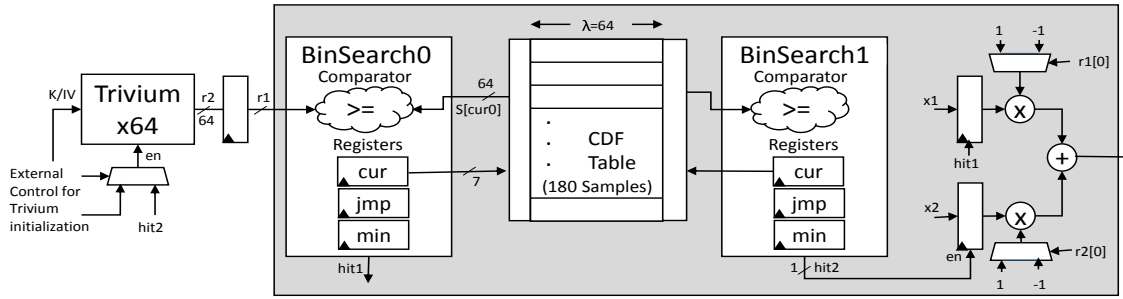 λ=64
BinSearch0
BinSearch1
1
-1
Comparator
Comparator
r1[0]
K/IV
Trivium
x64
r2
64
r1
>=
64
S[cur0]
>=
x1
X
.
.
.
CDF
Table
(180 Samples)
hit1
+
en
Registers
Registers
External
Control for
Trivium
initialization
cur
7
cur
x2
X
hit2
jmp
jmp
min
min
en
r2[0]
hit1
1
hit2
1
-1